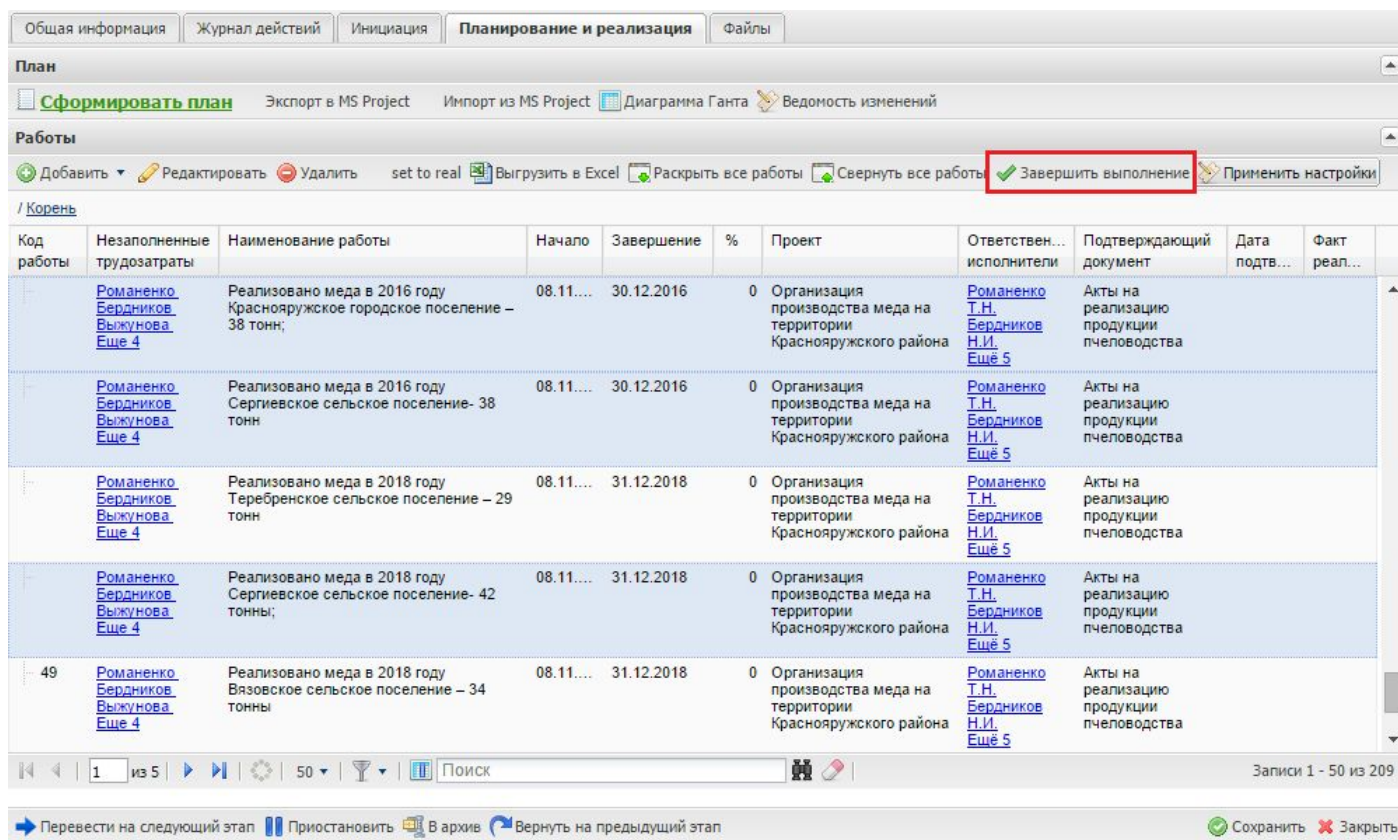 Общая информация Журнал действий Инициация Планирование и реализация Файлы
План
Сформировать план Экспорт в MS Project Импорт из MS Project Диаграмма Ганта Ведомость изменений
Работы
Добавить Редактировать Удалить set to real Выгрузить в Excel Раскрыть все работы Свернуть все работы Завершить выполнение Применить настройки
/ Корень
Код Незаполненные Наименование работы Начало Завершение % Проект Ответствен... Подтверждающий Дата Факт
работы трудозатраты исполнители документ подтв... реал...
Романенко Реализовано меда в 2016 году 08.11.... 30.12.2016 0 Организация Романенко Акты на
Бердников Краснояружское городское поселение – производства меда на Т.Н. реализацию
Выжунова 38 тонн; территории Бердников продукции
Еще 4 Краснояружского района Н.И. пчеловодства
Ещё 5
Романенко Реализовано меда в 2016 году 08.11.... 30.12.2016 0 Организация Романенко Акты на
Бердников Сергиевское сельское поселение- 38 производства меда на Т.Н. реализацию
Выжунова тонн территории Бердников продукции
Еще 4 Краснояружского района Н.И. пчеловодства
Ещё 5
Романенко Реализовано меда в 2018 году 08.11.... 31.12.2018 0 Организация Романенко Акты на
Бердников Теребренское сельское поселение – 29 производства меда на Т.Н. реализацию
Выжунова тонн территории Бердников продукции
Еще 4 Краснояружского района Н.И. пчеловодства
Ещё 5
Романенко Реализовано меда в 2018 году 08.11.... 31.12.2018 0 Организация Романенко Акты на
Бердников Сергиевское сельское поселение- 42 производства меда на Т.Н. реализацию
Выжунова тонны; территории Бердников продукции
Еще 4 Краснояружского района Н.И. пчеловодства
Ещё 5
49 Романенко Реализовано меда в 2018 году 08.11.... 31.12.2018 0 Организация Романенко Акты на
Бердников Вязовское сельское поселение – 34 производства меда на Т.Н. реализацию
Выжунова тонны территории Бердников продукции
Еще 4 Краснояружского района Н.И. пчеловодства
Ещё 5
1 из 5 50 Поиск Записи 1 - 50 из 209
Перевести на следующий этап Приостановить В архив Вернуть на предыдущий этап Сохранить Закрыть